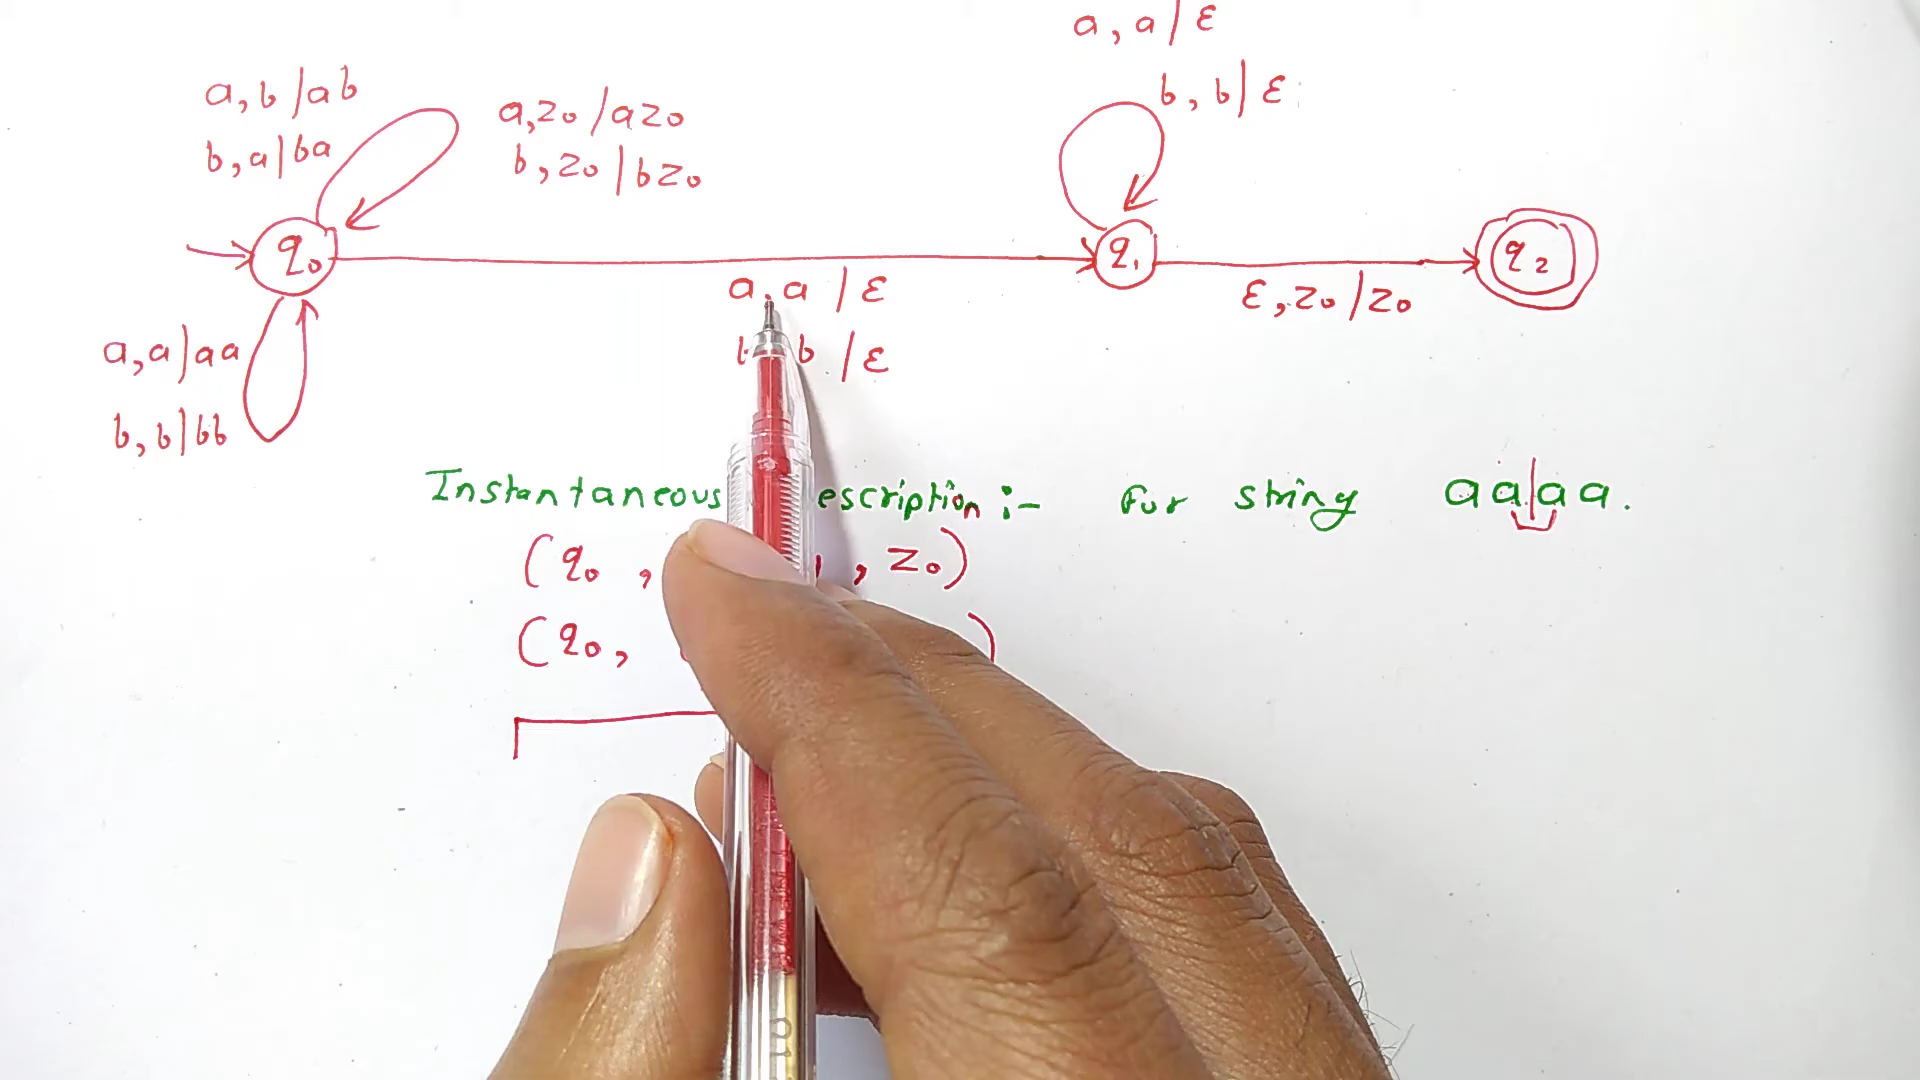 a, a / ε
b, b | ε
a, b / ab
b, a | ba
a, z0 / az0
b, z0 | bz0
q0
q1
q2
a, a / ε
b b / ε
ε, z0 / z0
a, a | aa
b, b | bb
Instantaneous escription :- For string aa|aa.
(q0 , , z0)
(q0, )